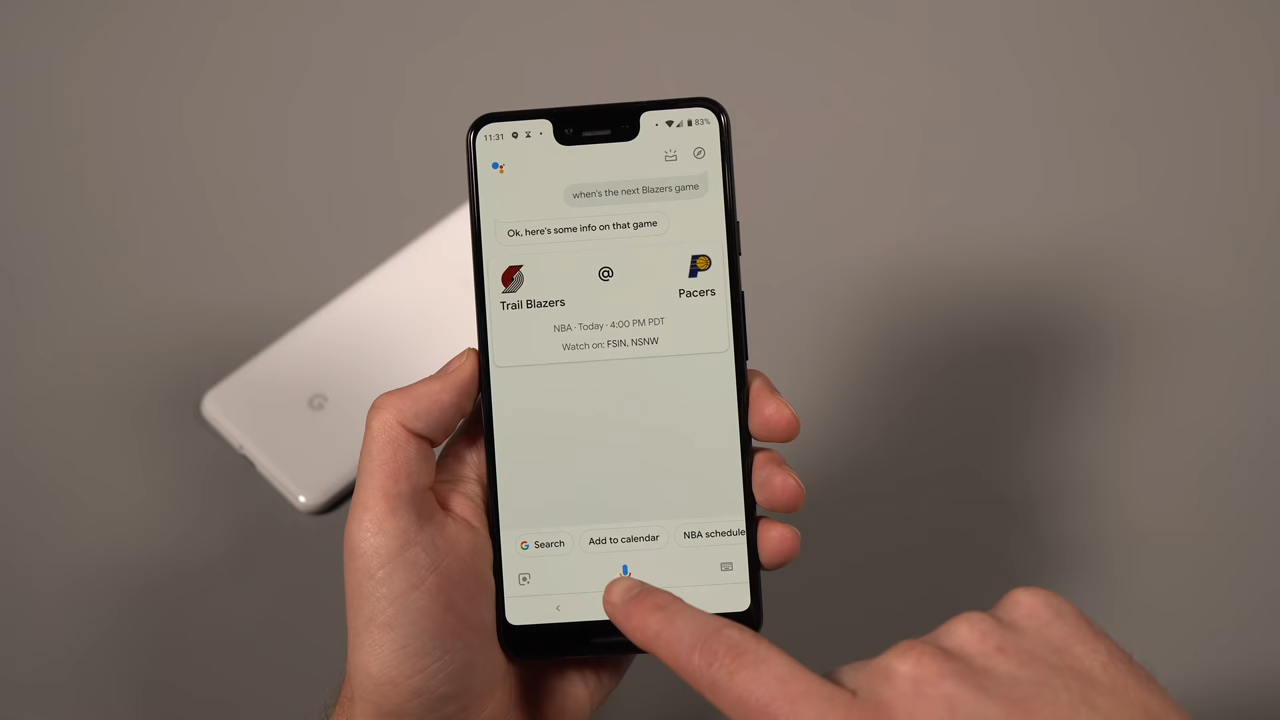 11:31 83%
when's the next Blazers game
Ok, here's some info on that game
@
Trail Blazers Pacers
NBA · Today · 4:00 PM PDT
Watch on: FSIN, NSNW
Search Add to calendar NBA schedule